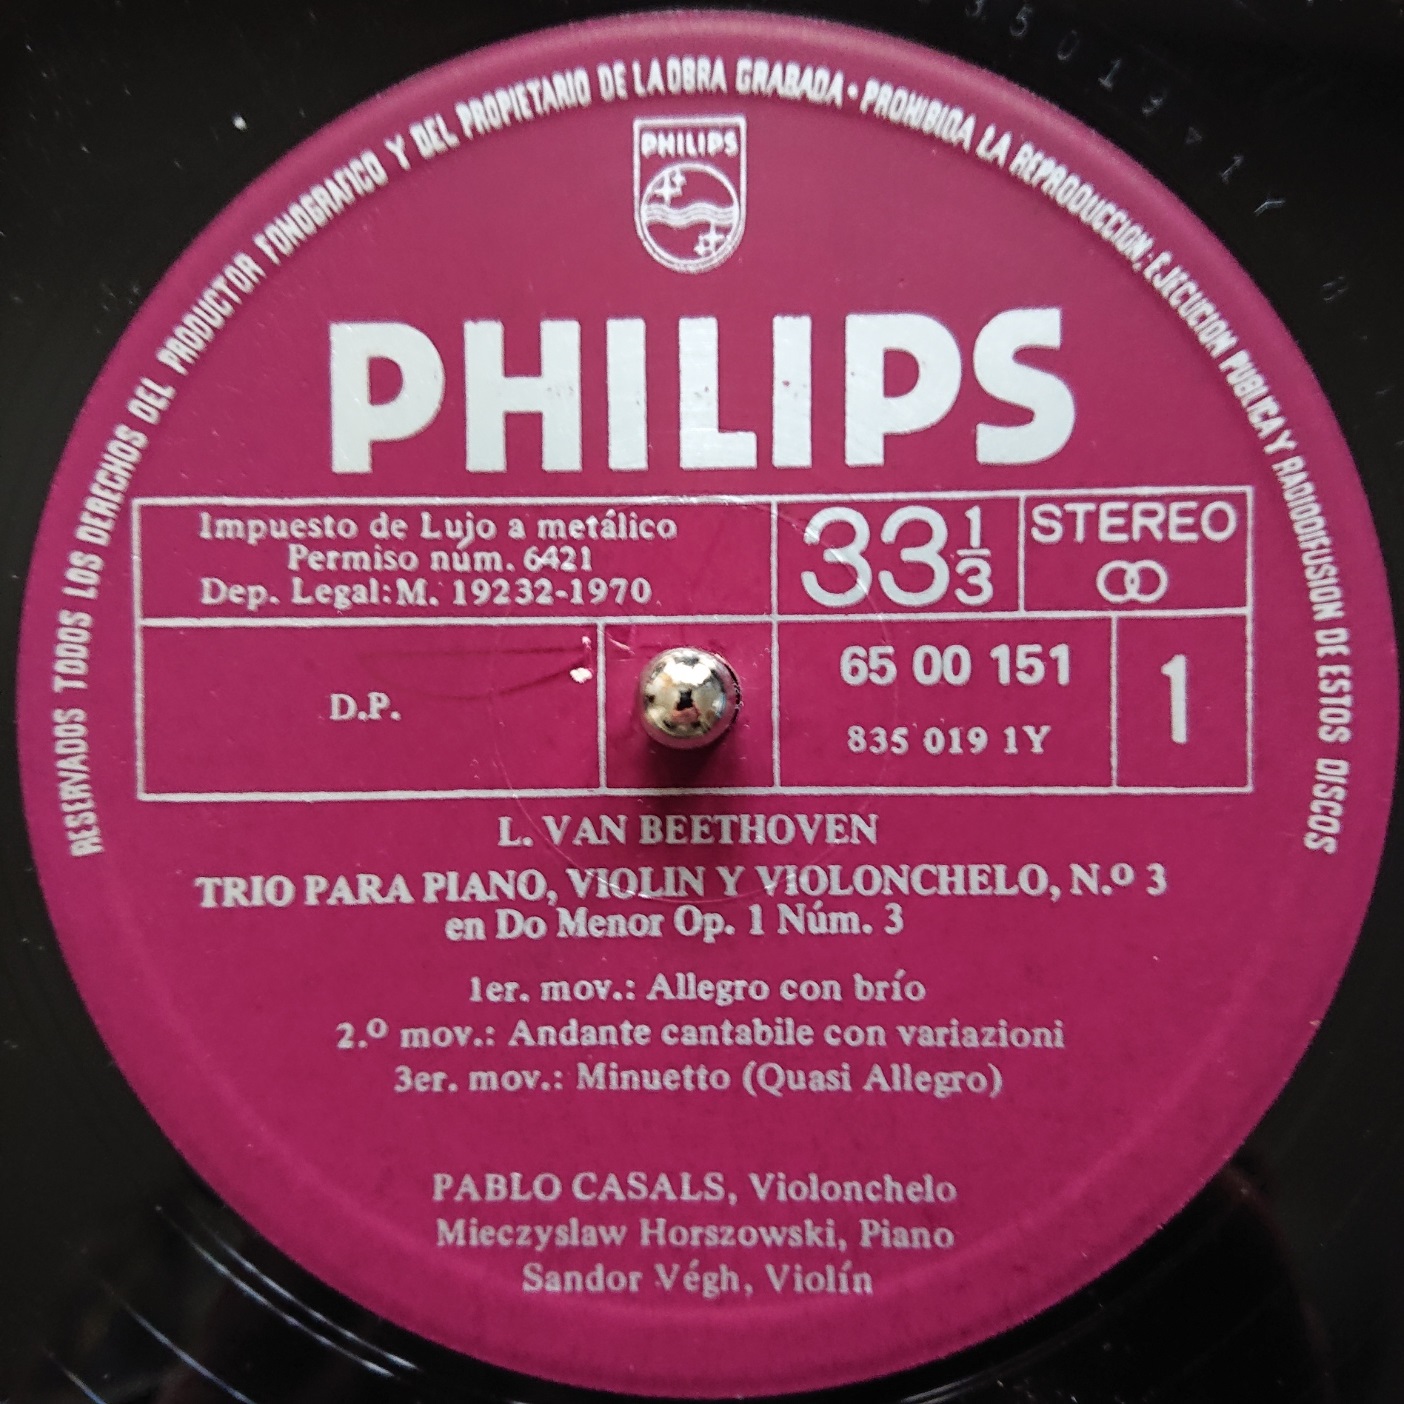 RESERVADOS TODOS LOS DERECHOS DEL PRODUCTOR FONOGRAFICO Y DEL PROPIETARIO DE LA OBRA GRABADA • PROHIBIDA LA REPRODUCCION; EJECUCION PUBLICA Y RADIODIFUSION DE ESTOS DISCOS
PHILIPS
PHILIPS
Impuesto de Lujo a metálico
Permiso núm. 6421
Dep. Legal: M. 19232-1970
33 1/3
STEREO
D.P.
65 00 151
835 019 1Y
1
L. VAN BEETHOVEN
TRIO PARA PIANO, VIOLIN Y VIOLONCHELO, N.º 3
en Do Menor Op. 1 Núm. 3
1er. mov.: Allegro con brío
2.º mov.: Andante cantabile con variazioni
3er. mov.: Minuetto (Quasi Allegro)
PABLO CASALS, Violonchelo
Mieczyslaw Horszowski, Piano
Sandor Végh, Violín